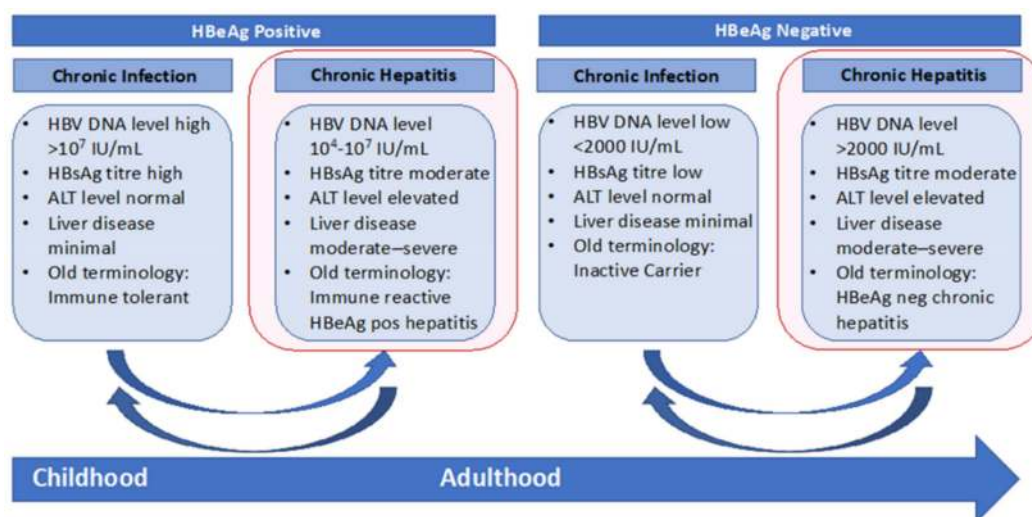 HBeAg Positive
HBeAg Negative
Chronic Infection
• HBV DNA level high
>10⁷ IU/mL
• HBsAg titre high
• ALT level normal
• Liver disease
minimal
• Old terminology:
Immune tolerant
Chronic Hepatitis
• HBV DNA level
10⁴-10⁷ IU/mL
• HBsAg titre moderate
• ALT level elevated
• Liver disease
moderate–severe
• Old terminology:
Immune reactive
HBeAg pos hepatitis
Chronic Infection
• HBV DNA level low
<2000 IU/mL
• HBsAg titre low
• ALT level normal
• Liver disease minimal
• Old terminology:
Inactive Carrier
Chronic Hepatitis
• HBV DNA level
>2000 IU/mL
• HBsAg titre moderate
• ALT level elevated
• Liver disease
moderate–severe
• Old terminology:
HBeAg neg chronic
hepatitis
Childhood
Adulthood